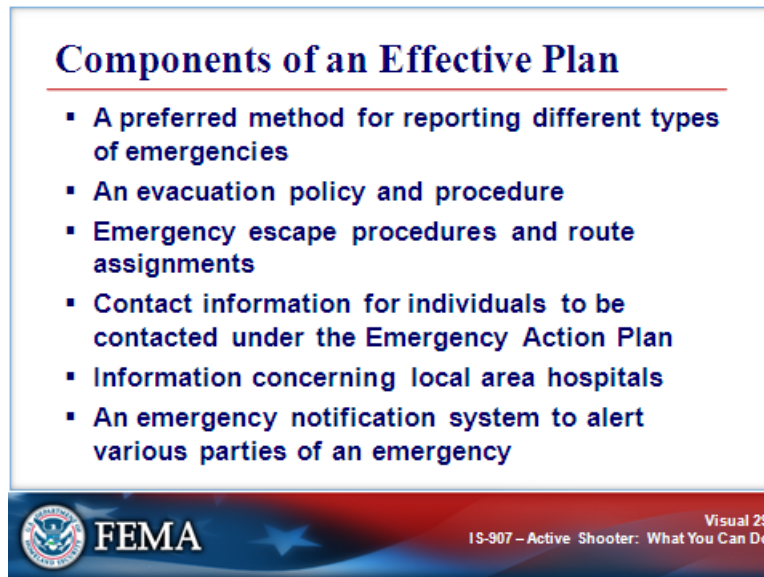 Components of an Effective Plan
▪ A preferred method for reporting different types
of emergencies
▪ An evacuation policy and procedure
▪ Emergency escape procedures and route
assignments
▪ Contact information for individuals to be
contacted under the Emergency Action Plan
▪ Information concerning local area hospitals
▪ An emergency notification system to alert
various parties of an emergency
FEMA
Visual 29
IS-907 – Active Shooter: What You Can Do